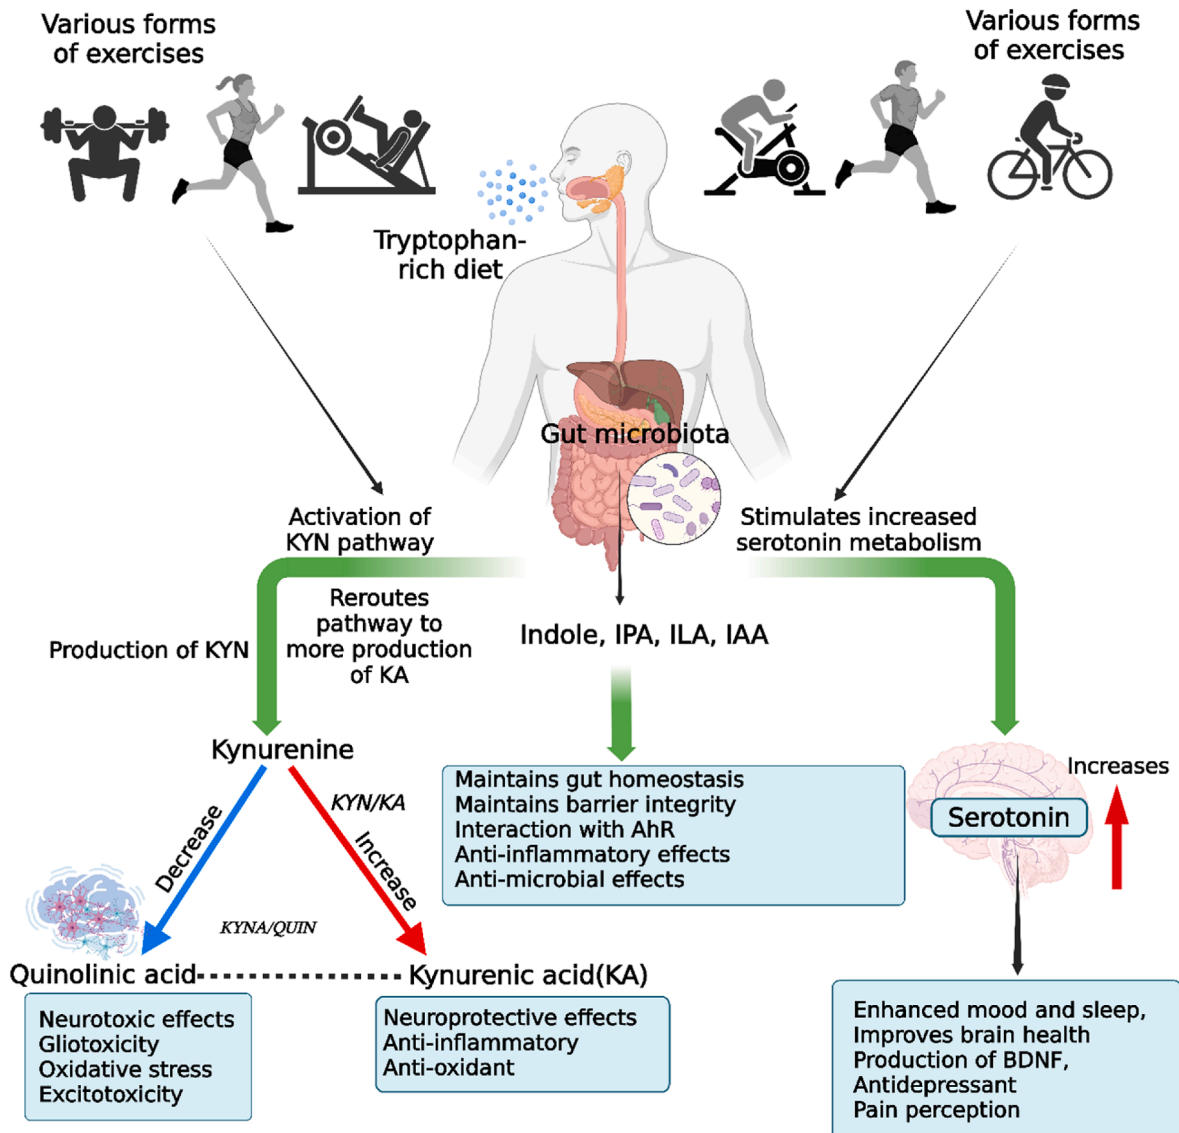 Various forms
of exercises
Various forms
of exercises
Tryptophan-
rich diet
Gut microbiota
Activation of
KYN pathway
Stimulates increased
serotonin metabolism
Reroutes
pathway to
more production
of KA
Production of KYN
Indole, IPA, ILA, IAA
Kynurenine
KYN/KA
Decrease
Increase
KYNA/QUIN
Quinolinic acid
Kynurenic acid(KA)
Neurotoxic effects
Gliotoxicity
Oxidative stress
Excitotoxicity
Neuroprotective effects
Anti-inflammatory
Anti-oxidant
Maintains gut homeostasis
Maintains barrier integrity
Interaction with AhR
Anti-inflammatory effects
Anti-microbial effects
Increases
Serotonin
Enhanced mood and sleep,
Improves brain health
Production of BDNF,
Antidepressant
Pain perception